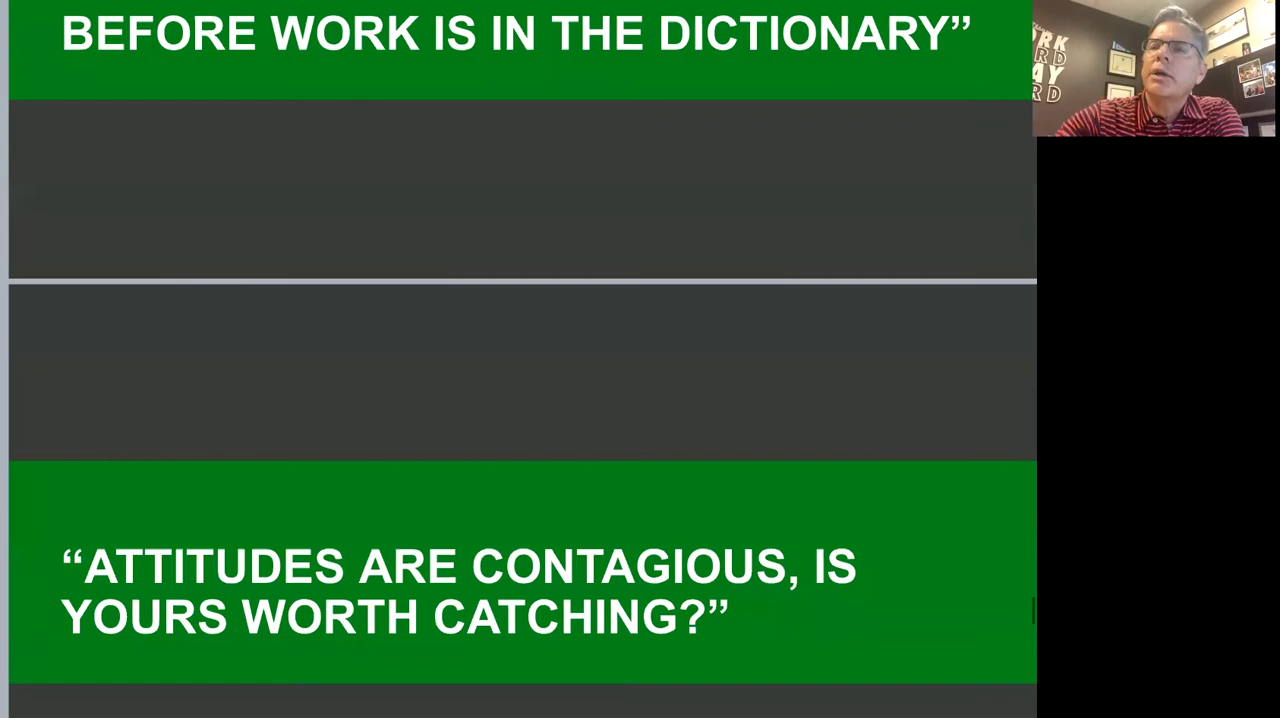 BEFORE WORK IS IN THE DICTIONARY”
“ATTITUDES ARE CONTAGIOUS, IS
YOURS WORTH CATCHING?”